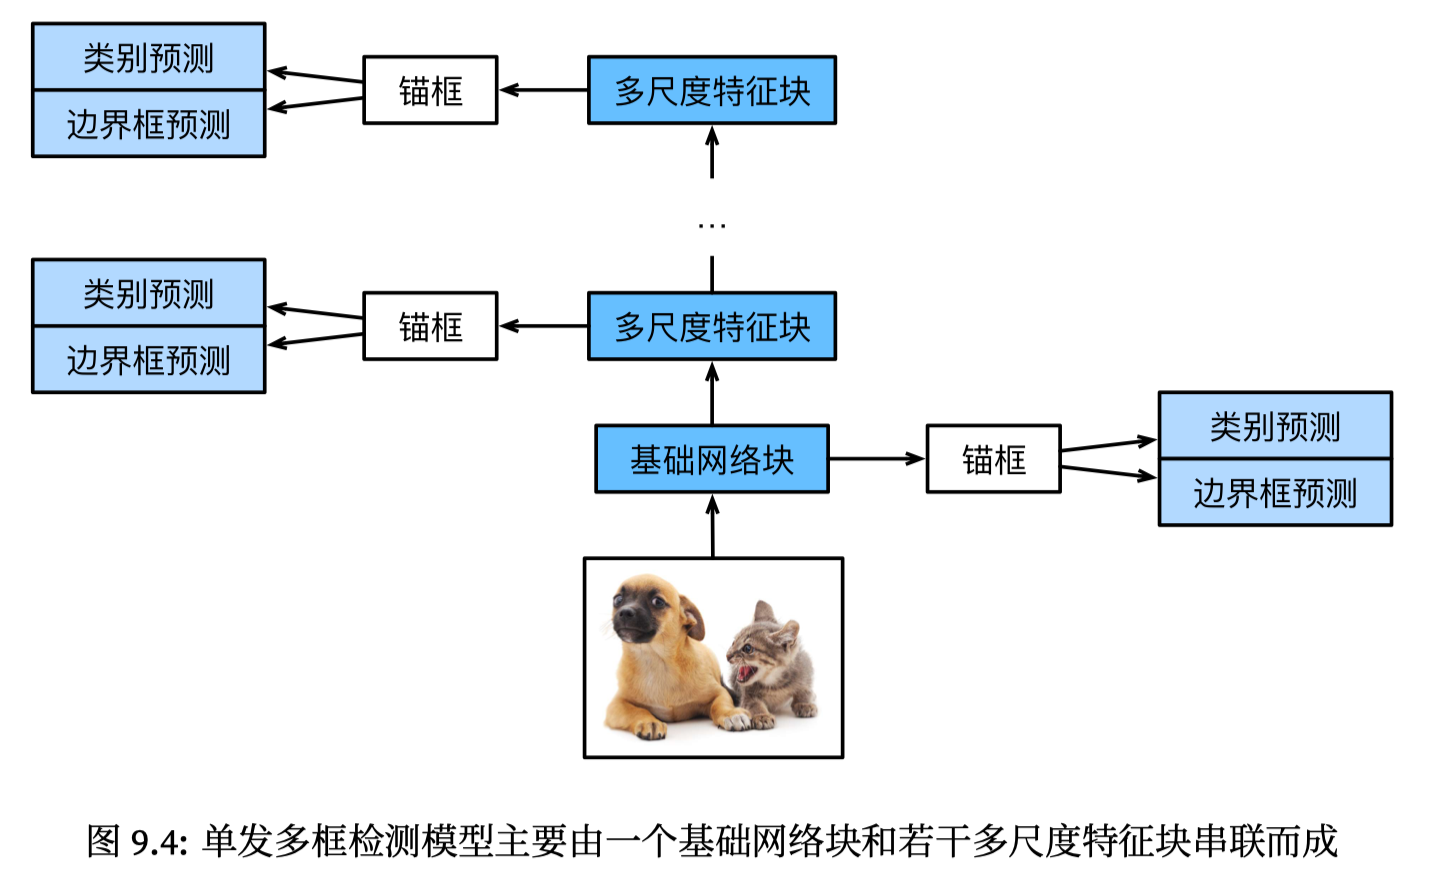 类别预测
边界框预测
锚框
多尺度特征块
...
类别预测
边界框预测
锚框
多尺度特征块
基础网络块
锚框
类别预测
边界框预测
图 9.4: 单发多框检测模型主要由一个基础网络块和若干多尺度特征块串联而成